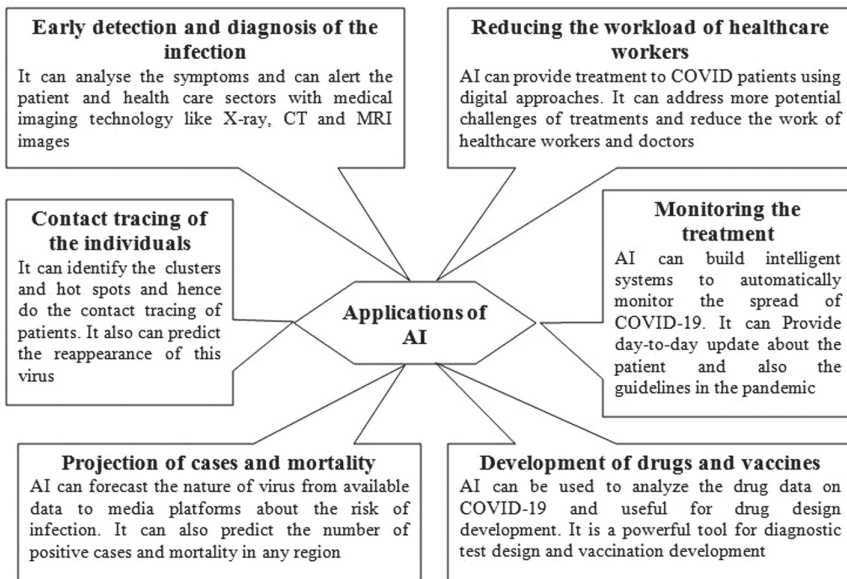 Early detection and diagnosis of the
infection
It can analyse the symptoms and can alert the
patient and health care sectors with medical
imaging technology like X-ray, CT and MRI
images
Reducing the workload of healthcare
workers
AI can provide treatment to COVID patients using
digital approaches. It can address more potential
challenges of treatments and reduce the work of
healthcare workers and doctors
Contact tracing of
the individuals
It can identify the clusters
and hot spots and hence
do the contact tracing of
patients. It also can predict
the reappearance of this
virus
Applications of
AI
Monitoring the
treatment
AI can build intelligent
systems to automatically
monitor the spread of
COVID-19. It can Provide
day-to-day update about the
patient and also the
guidelines in the pandemic
Projection of cases and mortality
AI can forecast the nature of virus from available
data to media platforms about the risk of
infection. It can also predict the number of
positive cases and mortality in any region
Development of drugs and vaccines
AI can be used to analyze the drug data on
COVID-19 and useful for drug design
development. It is a powerful tool for diagnostic
test design and vaccination development